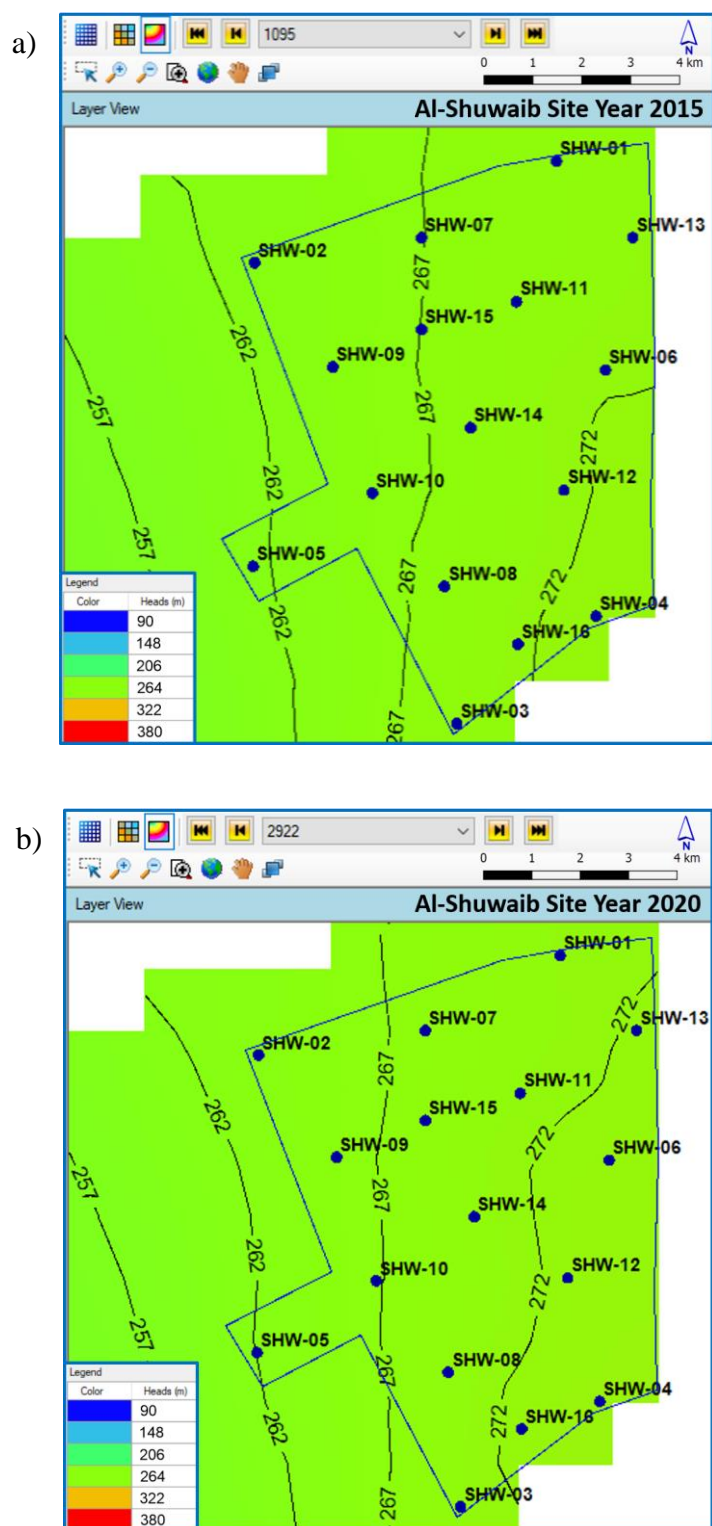 a)
1095
N
0 1 2 3 4 km
Layer View
Al-Shuwaib Site Year 2015
SHW-01
SHW-07
SHW-13
SHW-02
267
SHW-11
SHW-15
262
SHW-09
SHW-06
257
267
SHW-14
272
262
SHW-10
SHW-12
257
SHW-05
267
SHW-08
272
262
SHW-04
SHW-16
SHW-03
267
Legend
Color Heads (m)
90
148
206
264
322
380
b)
2922
N
0 1 2 3 4 km
Layer View
Al-Shuwaib Site Year 2020
SHW-01
272
SHW-07
SHW-13
SHW-02
267
SHW-11
262
SHW-15
272
SHW-09
SHW-06
257
267
SHW-14
SHW-10
SHW-12
262
272
257
SHW-05
SHW-08
267
SHW-04
262
272
SHW-16
SHW-03
267
Legend
Color Heads (m)
90
148
206
264
322
380